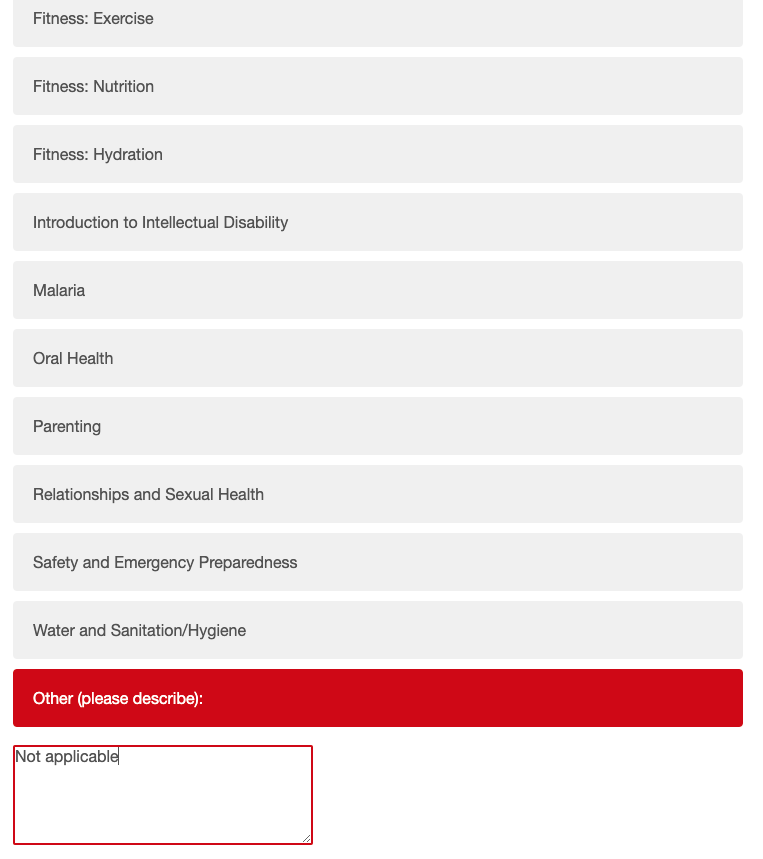 Fitness: Exercise
Fitness: Nutrition
Fitness: Hydration
Introduction to Intellectual Disability
Malaria
Oral Health
Parenting
Relationships and Sexual Health
Safety and Emergency Preparedness
Water and Sanitation/Hygiene
Other (please describe):
Not applicable